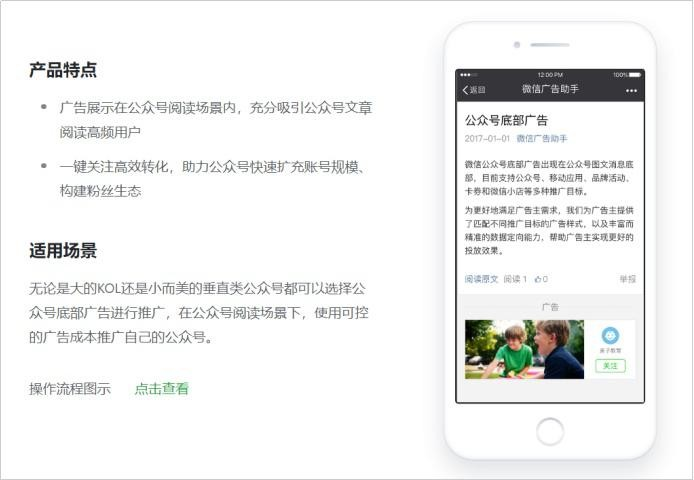 产品特点
广告展示在公众号阅读场景内，充分吸引公众号文章
阅读高频用户
一键关注高效转化，助力公众号快速扩充账号规模、
构建粉丝生态
适用场景
无论是大的KOL还是小而美的垂直类公众号都可以选择公
众号底部广告进行推广，在公众号阅读场景下，使用可控
的广告成本推广自己的公众号。
操作流程图示 点击查看
12:00 PM 100%
返回 微信广告助手
公众号底部广告
2017-01-01 微信广告助手
微信公众号底部广告出现在公众号图文消息底
部，目前支持公众号、移动应用、品牌活动、
卡券和微信小店等多种推广目标。
为更好地满足广告主需求，我们为广告主提供
了匹配不同推广目标的广告样式，以及丰富而
精准的数据定向能力，帮助广告主实现更好的
投放效果。
阅读原文 阅读 1 0 举报
广告
亲子教育
关注